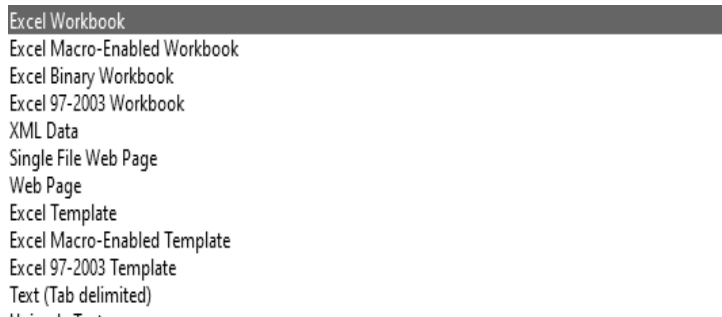 Excel Workbook
Excel Macro-Enabled Workbook
Excel Binary Workbook
Excel 97-2003 Workbook
XML Data
Single File Web Page
Web Page
Excel Template
Excel Macro-Enabled Template
Excel 97-2003 Template
Text (Tab delimited)